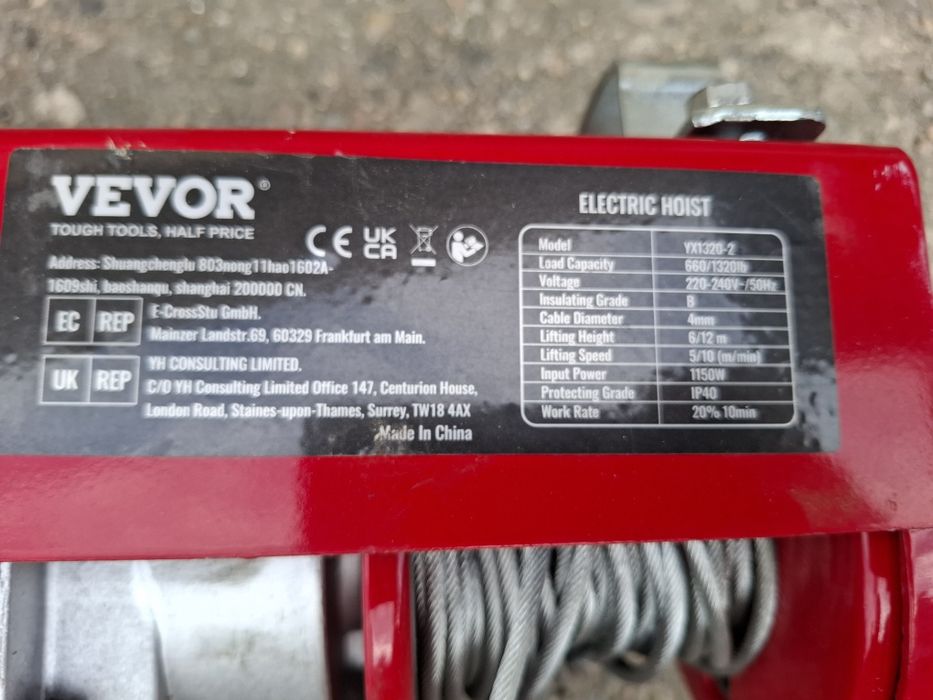 VEVOR®
TOUGH TOOLS, HALF PRICE
CE UK CA
Address: Shuangchenglu 803nong11hao1602A-
1609shi, baoshanqu, shanghai 200000 CN.
EC REP
E-CrossStu GmbH.
Mainzer Landstr.69, 60329 Frankfurt am Main.
UK REP
YH CONSULTING LIMITED.
C/O YH Consulting Limited Office 147, Centurion House,
London Road, Staines-upon-Thames, Surrey, TW18 4AX
Made In China
ELECTRIC HOIST
Model YX1320-2
Load Capacity 660/1320lb
Voltage 220-240V~/50Hz
Insulating Grade B
Cable Diameter 4mm
Lifting Height 6/12 m
Lifting Speed 5/10 (m/min)
Input Power 1150W
Protecting Grade IP40
Work Rate 20% 10min